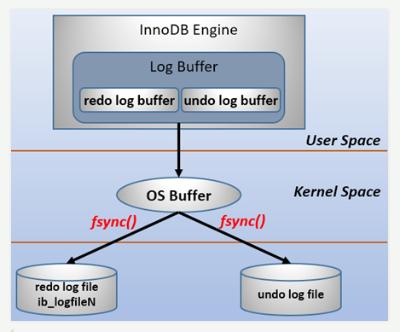 InnoDB Engine
Log Buffer
redo log buffer
undo log buffer
User Space
OS Buffer
Kernel Space
fsync()
fsync()
redo log file
ib_logfileN
undo log file